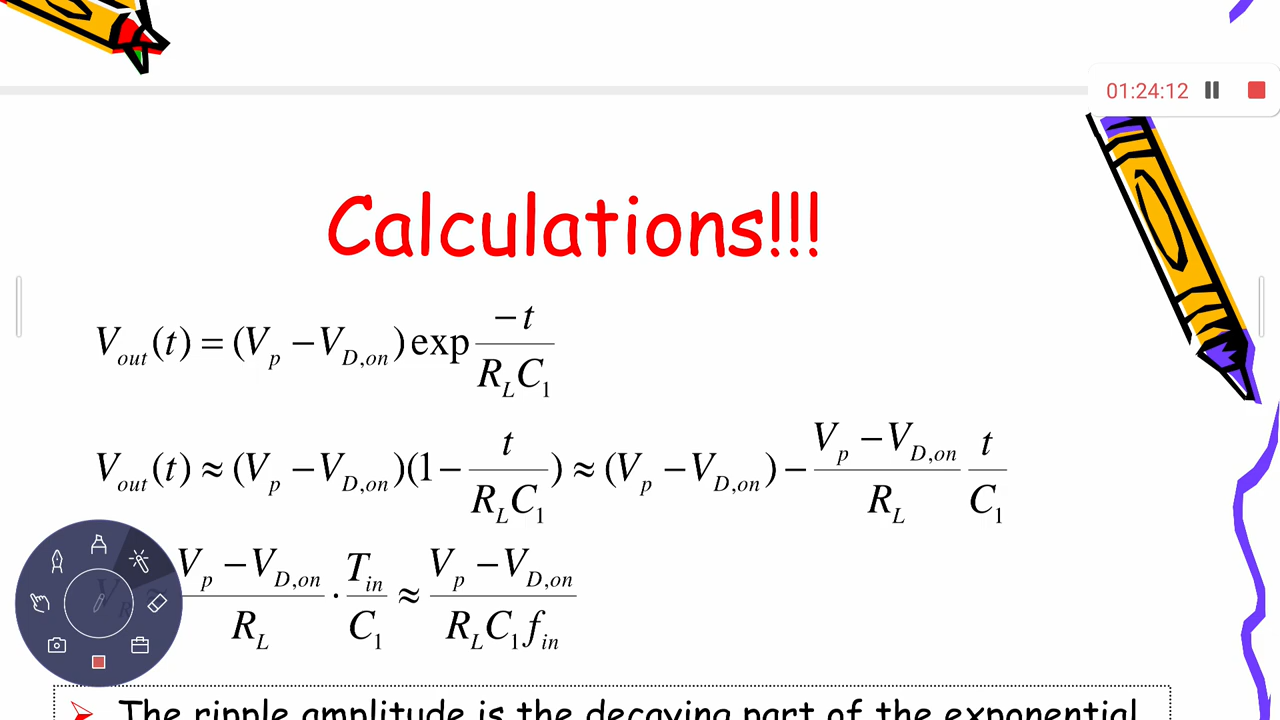 01:24:12
Calculations!!!
V_out(t) = (V_p − V_D,on) exp −t / R_L C_1
V_out(t) ≈ (V_p − V_D,on)(1 − t / R_L C_1) ≈ (V_p − V_D,on) − V_p − V_D,on / R_L t / C_1
V_p − V_D,on / R_L · T_in / C_1 ≈ V_p − V_D,on / R_L C_1 f_in
The ripple amplitude is the decaying part of the exponential